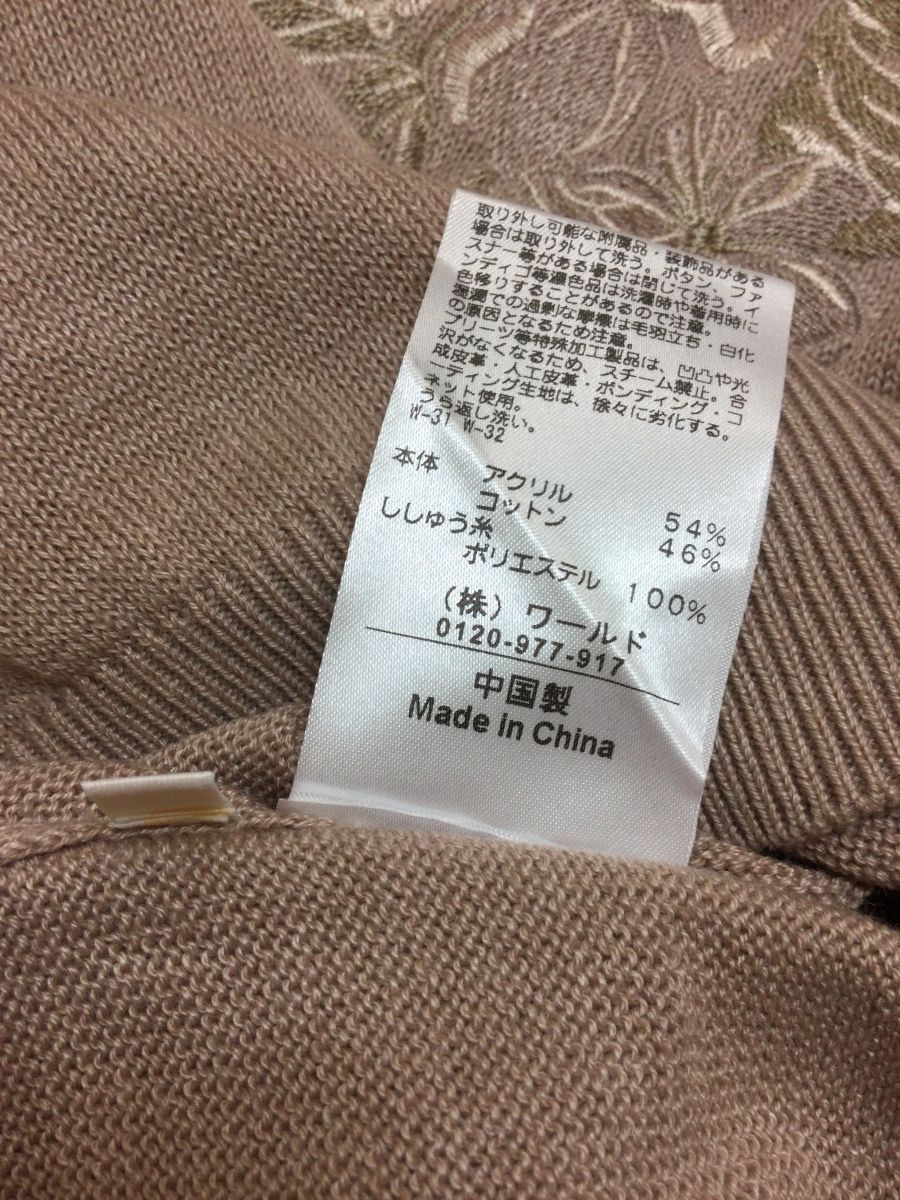 取り外し可能な附属品・装飾品がある
場合は取り外して洗う。ボタン、ファ
スナー等がある場合は閉じて洗う。イ
ンディゴ等濃色品は洗濯時や着用時に
色移りすることがあるので注意。
洗濯での過剰な摩擦は毛羽立ち・白化
の原因となるため注意。
プリーツ等特殊加工製品は、凹凸や光
沢がなくなるため、スチーム禁止。合
成皮革・人工皮革・ボンディング・コ
ーディング生地は、徐々に劣化する。
ネット使用。
うら返し洗い。
W-31 W-32
本体 アクリル 54%
コットン 46%
ししゅう糸
ポリエステル 100%
(株) ワールド
0120-977-917
中国製
Made in China